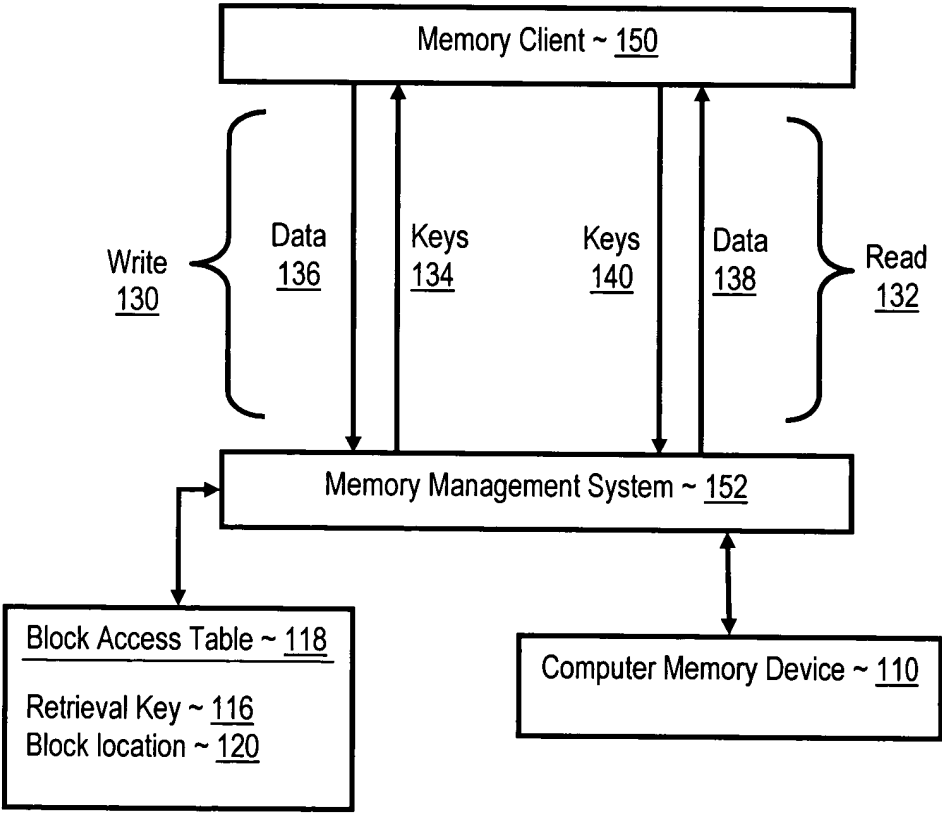 Memory Client ~ 150
Write
130
Data
136
Keys
134
Keys
140
Data
138
Read
132
Memory Management System ~ 152
Block Access Table ~ 118
Retrieval Key ~ 116
Block location ~ 120
Computer Memory Device ~ 110